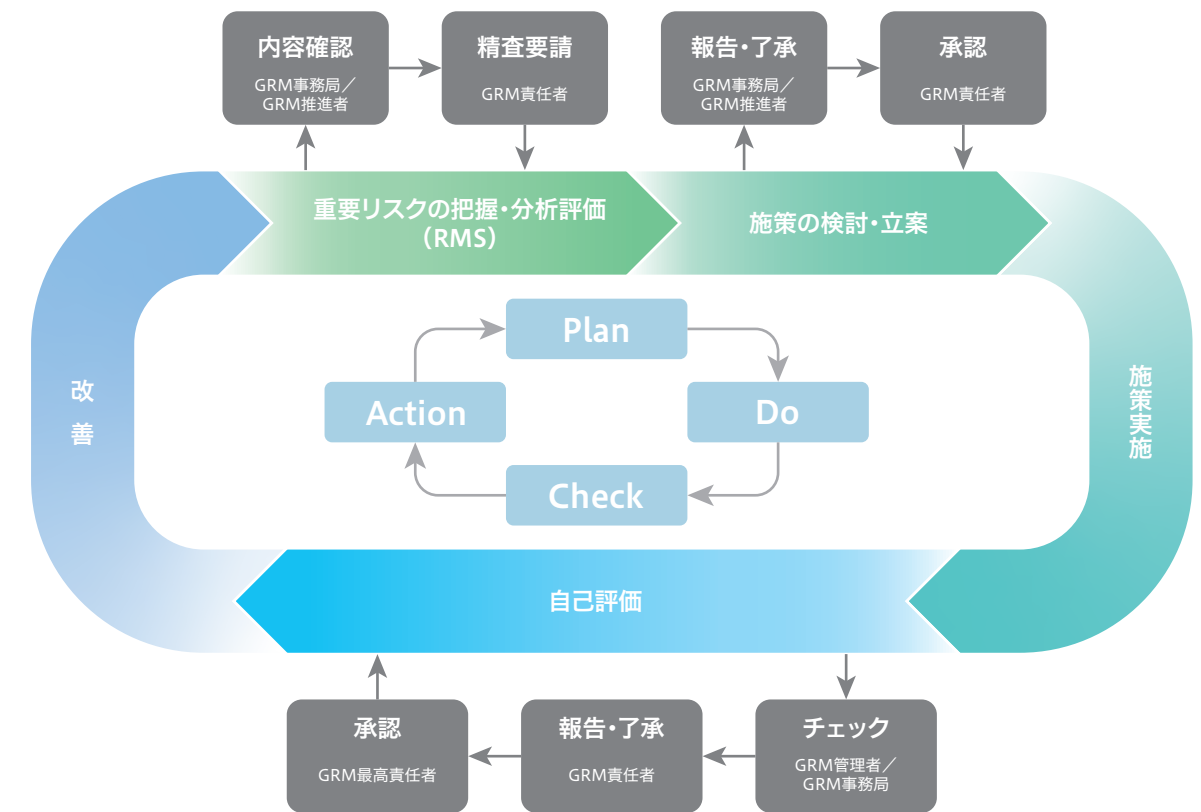 内容確認
GRM事務局／
GRM推進者
精査要請
GRM責任者
報告・了承
GRM事務局／
GRM推進者
承認
GRM責任者
重要リスクの把握・分析評価
（RMS）
施策の検討・立案
改善
施策実施
Plan
Action
Do
Check
自己評価
承認
GRM最高責任者
報告・了承
GRM責任者
チェック
GRM管理者／
GRM事務局